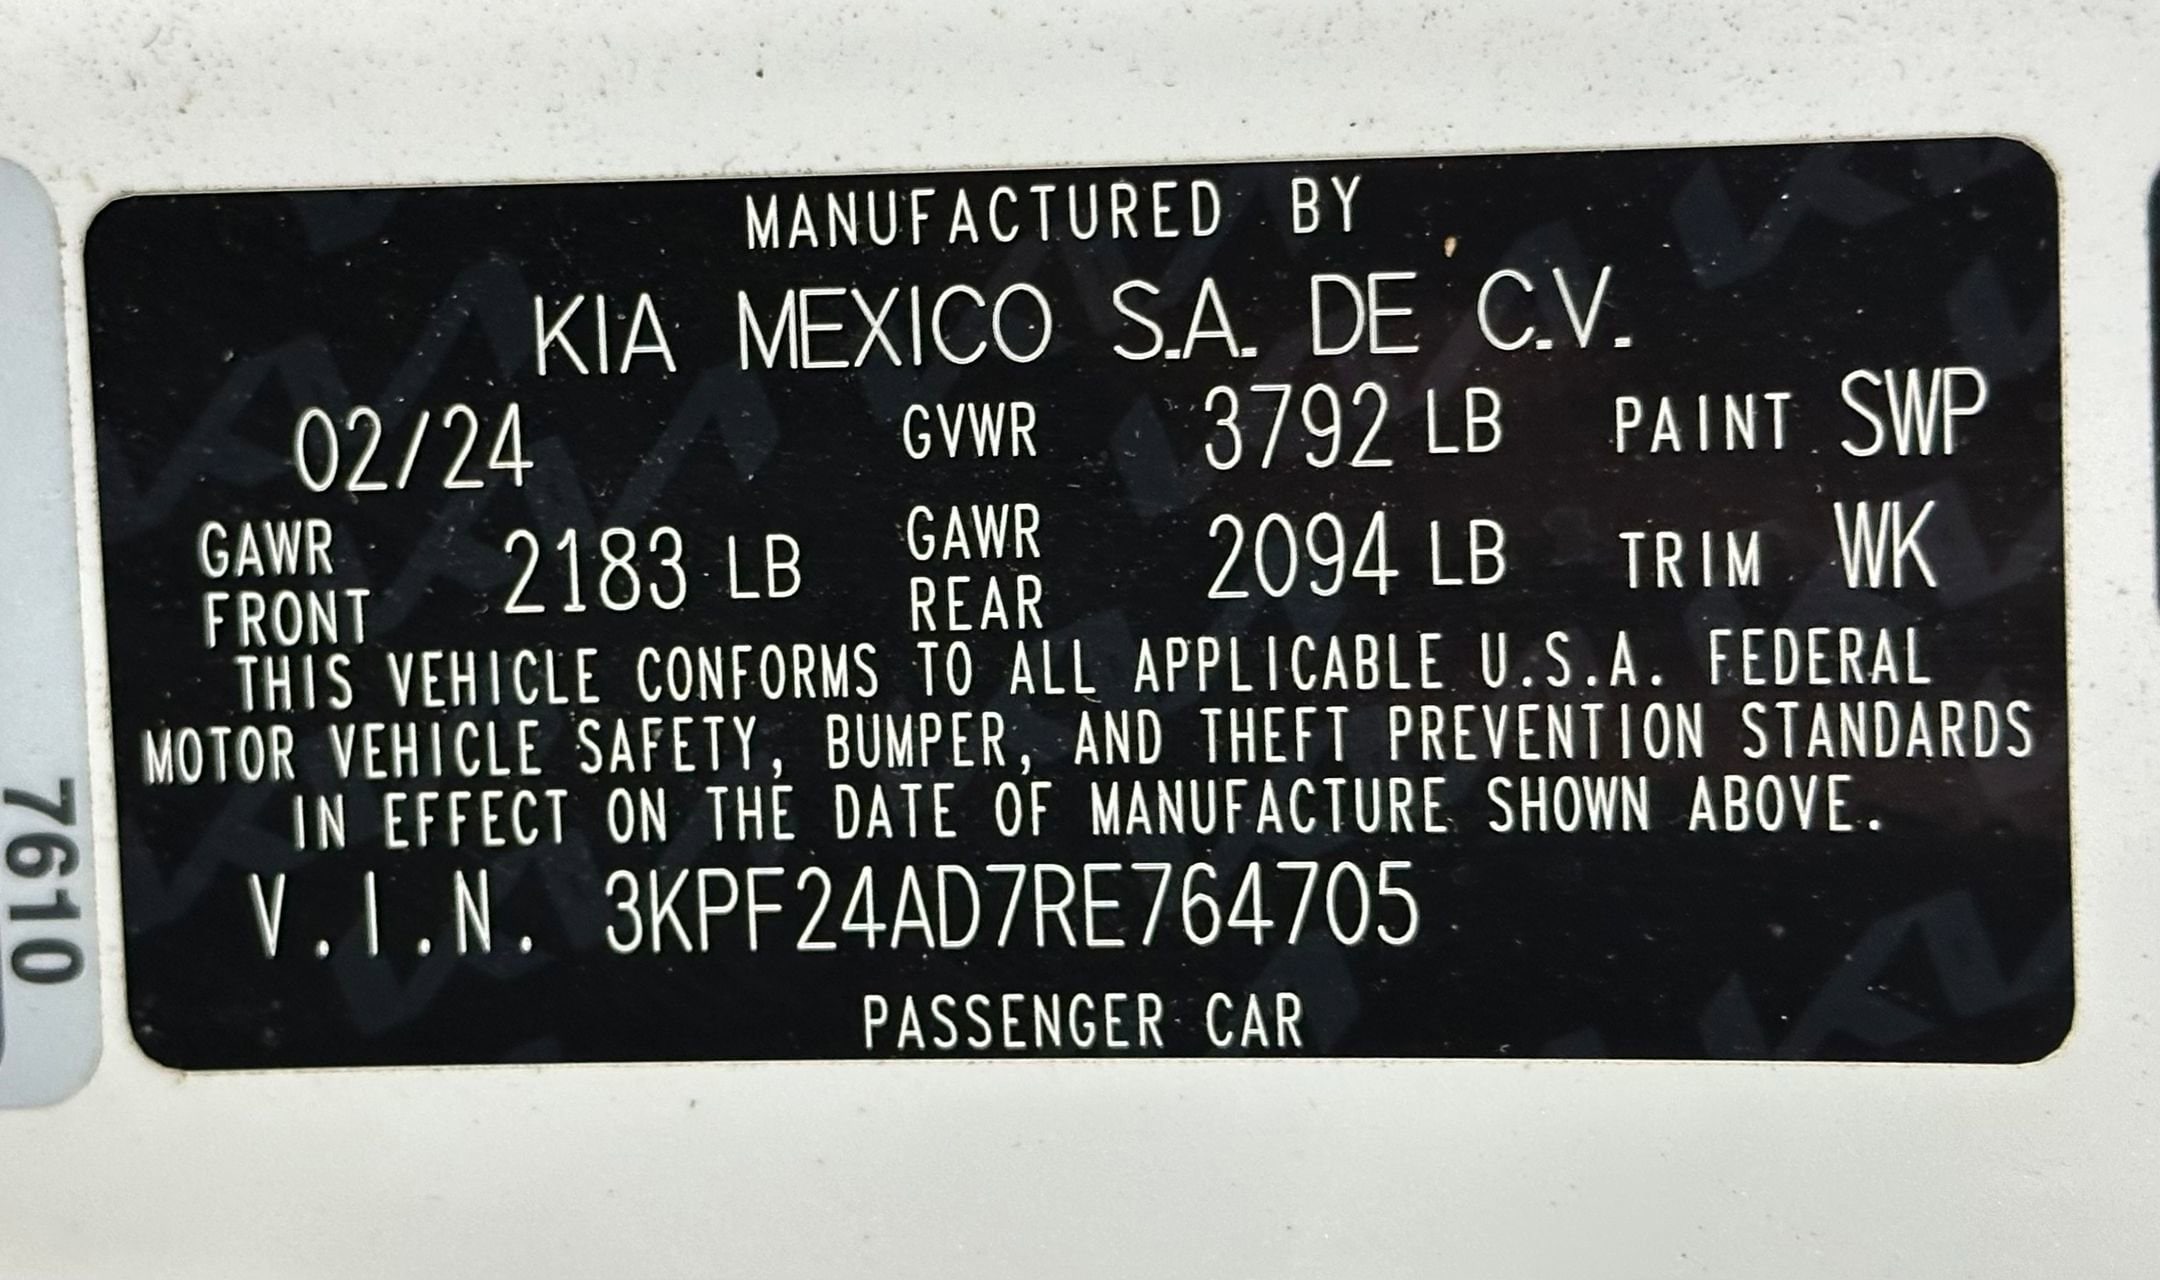 MANUFACTURED BY
KIA MEXICO S.A. DE C.V.
02/24 GVWR 3792 LB PAINT SWP
GAWR FRONT 2183 LB GAWR REAR 2094 LB TRIM WK
THIS VEHICLE CONFORMS TO ALL APPLICABLE U.S.A. FEDERAL
MOTOR VEHICLE SAFETY, BUMPER, AND THEFT PREVENTION STANDARDS
IN EFFECT ON THE DATE OF MANUFACTURE SHOWN ABOVE.
V.I.N. 3KPF24AD7RE764705
PASSENGER CAR
7610